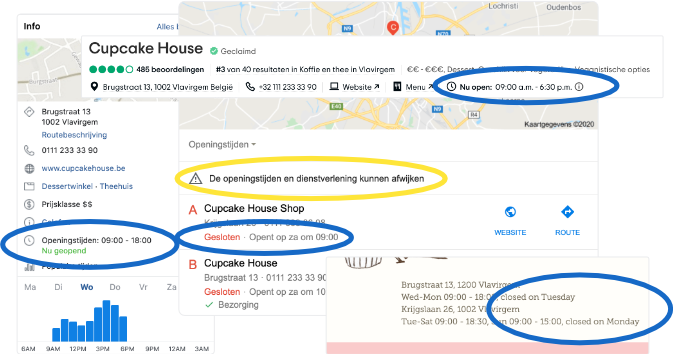 Info
Alles
Lochristi
Oudenbos
C
N9
R4
Cupcake House
Geclaimd
485 beoordelingen
#3 van 40 resultaten in Koffie en thee in Vlavirgem
€€ - €€€, Dessert
Veganistische opties
Brugstraat 13, 1002 Vlavirgem België
+32 111 233 33 90
Website
Menu
Nu open: 09:00 a.m. - 6:30 p.m.
Kaartgegevens ©2020
Brugstraat 13
1002 Vlavirgem
Routebeschrijving
0111 233 33 90
www.cupcakehouse.be
Dessertwinkel · Theehuis
Prijsklasse $$
Openingstijden: 09:00 - 18:00
Nu geopend
Ma Di Wo Do Vr Za
6AM 9AM 12PM 3PM 6PM 9PM 12AM 3AM
Openingstijden
De openingstijden en dienstverlening kunnen afwijken
A Cupcake House Shop
Gesloten · Opent op za om 09:00
WEBSITE
ROUTE
B Cupcake House
Brugstraat 13 · 0111 233 33 90
Gesloten · Opent op za om 10
Bezorging
Brugstraat 13, 1200 Vlavirgem
Wed-Mon 09:00 - 18:00, closed on Tuesday
Krijgslaan 26, 1002 Vlavirgem
Tue-Sat 09:00 - 18:30, Sun 09:00 - 15:00, closed on Monday